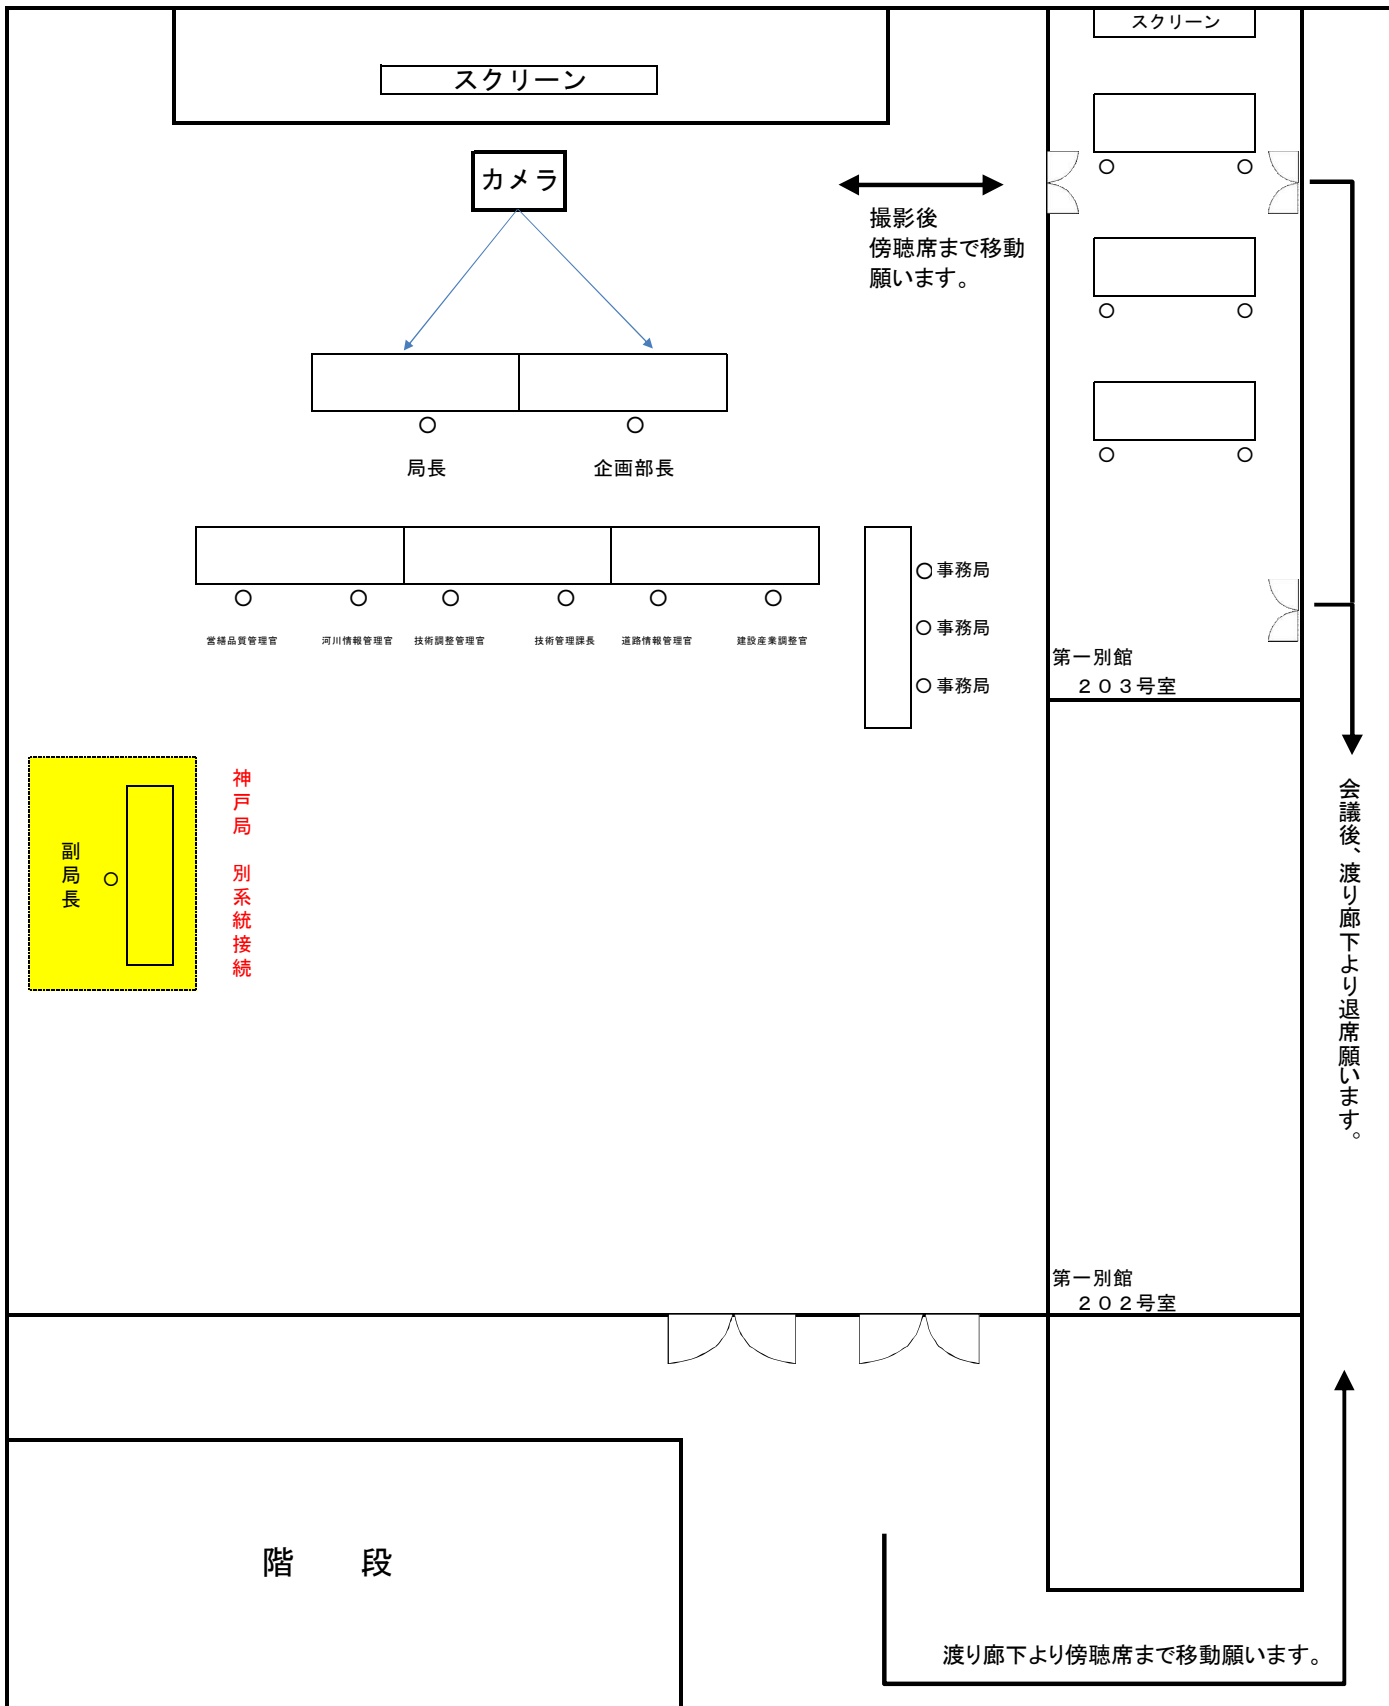 スクリーン
スクリーン
カメラ
撮影後
傍聴席まで移動
願います。
局長
企画部長
事務局
事務局
事務局
営繕品質管理官
河川情報管理官
技術調整管理官
技術管理課長
道路情報管理官
建設産業調整官
第一別館
２０３号室
副局長
神戸局 別系統接続
会議後、渡り廊下より退席願います。
第一別館
２０２号室
階　段
渡り廊下より傍聴席まで移動願います。